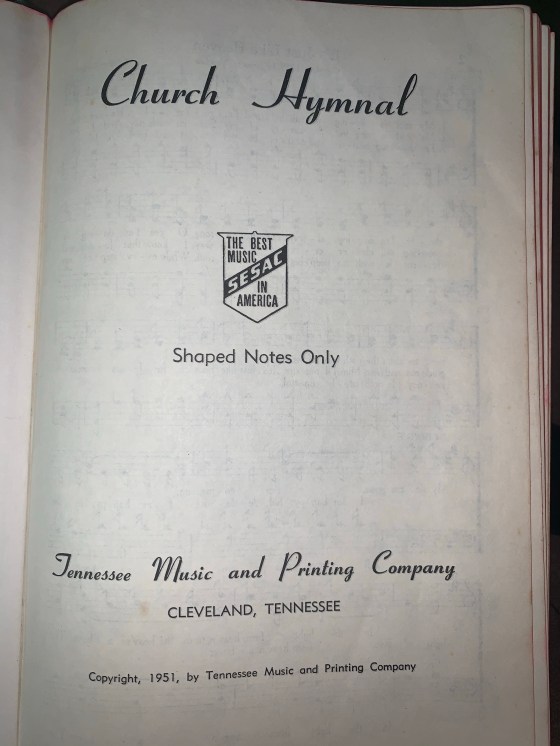 Church Hymnal
THE BEST
MUSIC
SESAC
IN
AMERICA
Shaped Notes Only
Tennessee Music and Printing Company
CLEVELAND, TENNESSEE
Copyright, 1951, by Tennessee Music and Printing Company